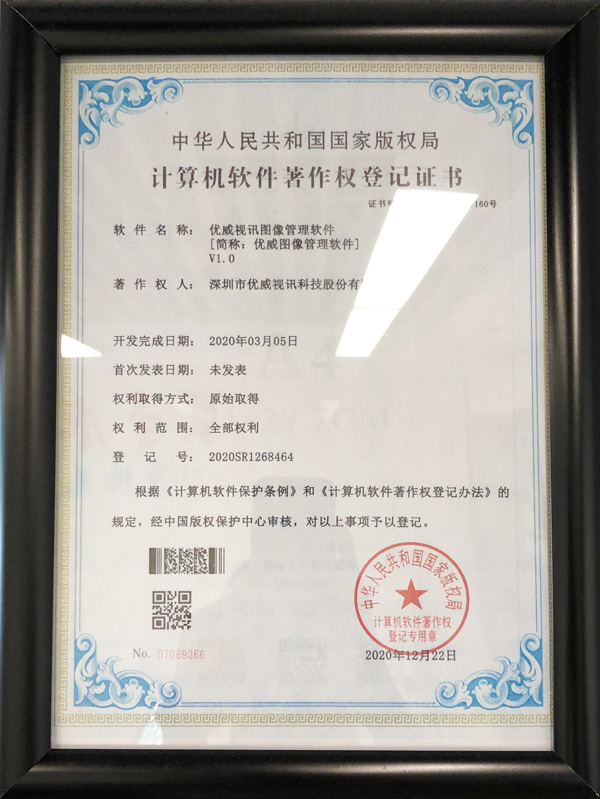 中华人民共和国国家版权局
计算机软件著作权登记证书
证书号 160号
软件名称： 优威视讯图像管理软件
[简称：优威图像管理软件]
V1.0
著作权人： 深圳市优威视讯科技股份有
开发完成日期： 2020年03月05日
首次发表日期： 未发表
权利取得方式： 原始取得
权利范围： 全部权利
登记号： 2020SR1268464
根据《计算机软件保护条例》和《计算机软件著作权登记办法》的
规定，经中国版权保护中心审核，对以上事项予以登记。
中华人民共和国国家版权局
计算机软件著作权
登记专用章
No. 07089366
2020年12月22日